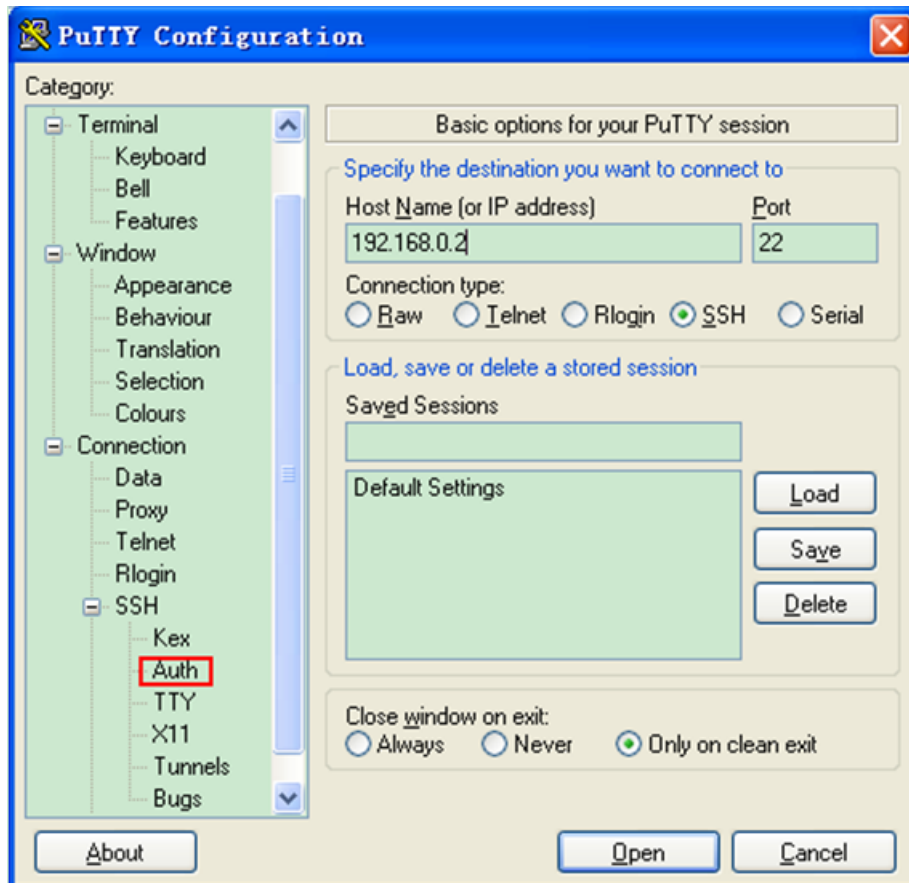 PuTTY Configuration
Category:
Terminal
Keyboard
Bell
Features
Window
Appearance
Behaviour
Translation
Selection
Colours
Connection
Data
Proxy
Telnet
Rlogin
SSH
Kex
Auth
TTY
X11
Tunnels
Bugs
Basic options for your PuTTY session
Specify the destination you want to connect to
Host Name (or IP address) Port
192.168.0.2 22
Connection type:
Raw Telnet Rlogin SSH Serial
Load, save or delete a stored session
Saved Sessions
Default Settings
Load
Save
Delete
Close window on exit:
Always Never Only on clean exit
About Open Cancel